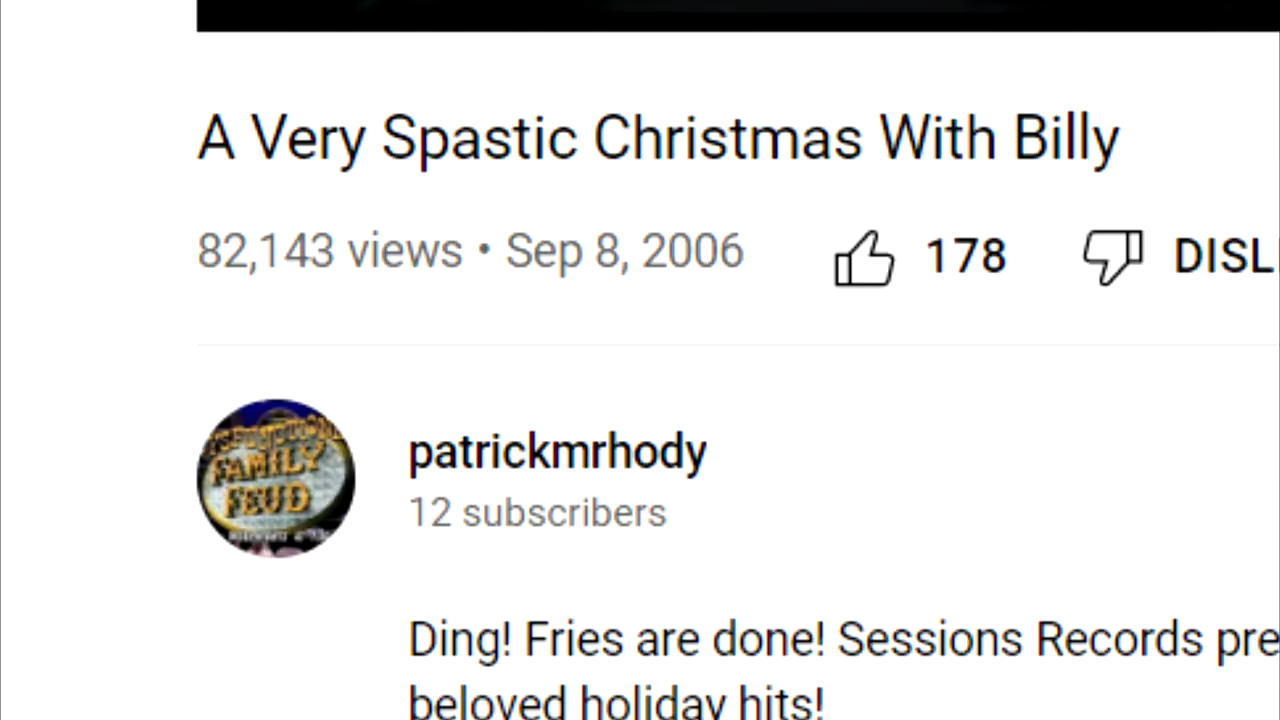 A Very Spastic Christmas With Billy
82,143 views • Sep 8, 2006 178 DISL
FAMILY
FEUD
patrickmrhody
12 subscribers
Ding! Fries are done! Sessions Records pre
beloved holiday hits!